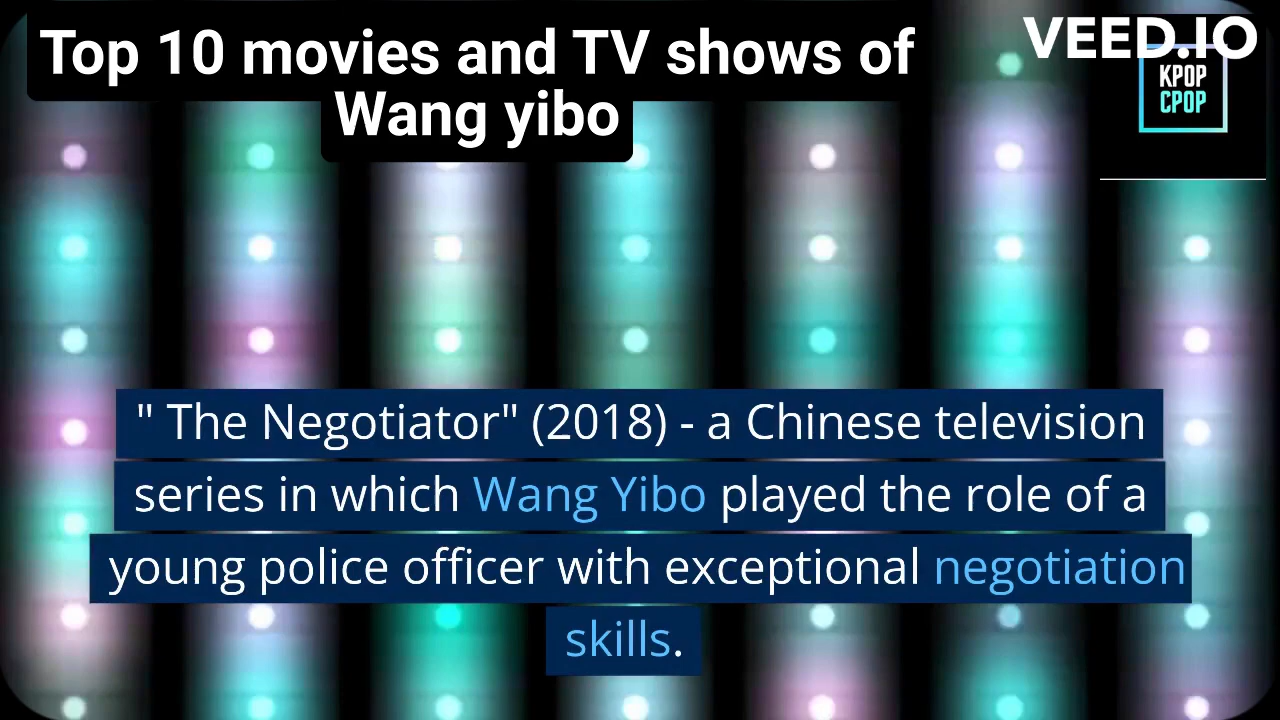 Top 10 movies and TV shows of
Wang yibo
VEED.IO
KPOP
CPOP
" The Negotiator" (2018) - a Chinese television
series in which Wang Yibo played the role of a
young police officer with exceptional negotiation
skills.